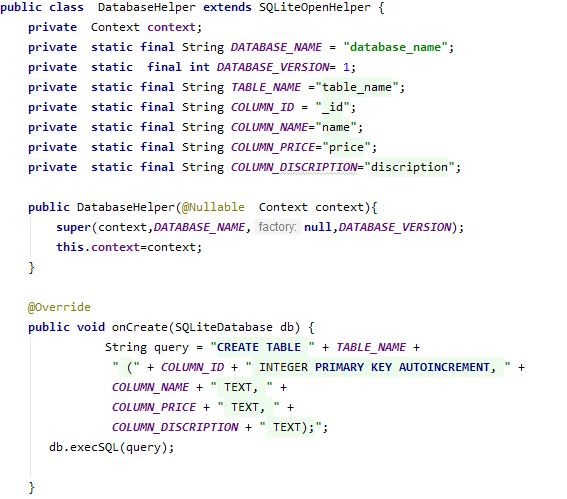 public class  DatabaseHelper extends SQLiteOpenHelper {
private  Context context;
private  static final String DATABASE_NAME = "database_name";
private  static  final int DATABASE_VERSION= 1;
private  static final String TABLE_NAME ="table_name";
private  static final String COLUMN_ID = "_id";
private  static final String COLUMN_NAME="name";
private  static final String COLUMN_PRICE="price";
private  static final String COLUMN_DISCRIPTION="discription";
public DatabaseHelper(@Nullable  Context context){
super(context,DATABASE_NAME, factory: null,DATABASE_VERSION);
this.context=context;
}
@Override
public void onCreate(SQLiteDatabase db) {
String query = "CREATE TABLE " + TABLE_NAME +
" (" + COLUMN_ID + " INTEGER PRIMARY KEY AUTOINCREMENT, " +
COLUMN_NAME + " TEXT, " +
COLUMN_PRICE + " TEXT, " +
COLUMN_DISCRIPTION + " TEXT);";
db.execSQL(query);
}